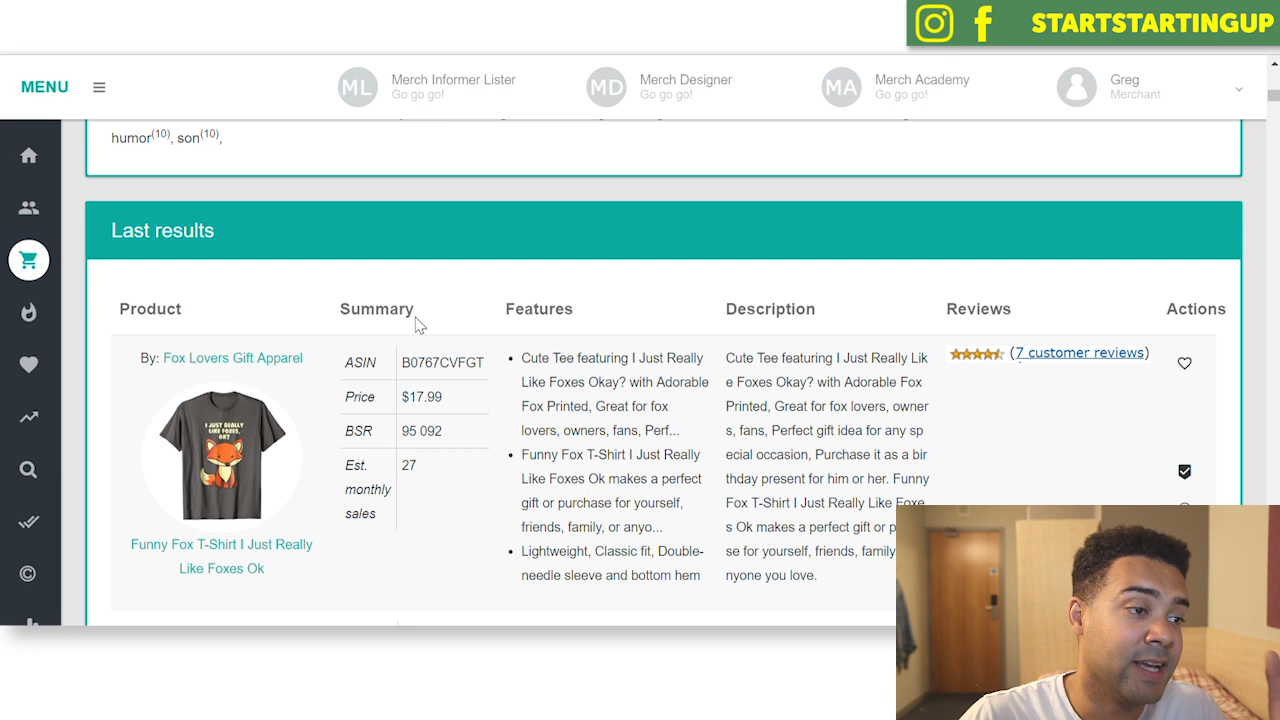 STARTSTARTINGUP
MENU
ML
Merch Informer Lister
Go go go!
MD
Merch Designer
Go go go!
MA
Merch Academy
Go go go!
Greg
Merchant
humor(10), son(10),
Last results
Product
Summary
Features
Description
Reviews
Actions
By: Fox Lovers Gift Apparel
I JUST REALLY
LIKE FOXES,
OK?
Funny Fox T-Shirt I Just Really
Like Foxes Ok
ASIN B0767CVFGT
Price $17.99
BSR 95 092
Est. 27
monthly
sales
• Cute Tee featuring I Just Really
Like Foxes Okay? with Adorable
Fox Printed, Great for fox
lovers, owners, fans, Perf...
• Funny Fox T-Shirt I Just Really
Like Foxes Ok makes a perfect
gift or purchase for yourself,
friends, family, or anyo...
• Lightweight, Classic fit, Double-
needle sleeve and bottom hem
Cute Tee featuring I Just Really Lik
e Foxes Okay? with Adorable Fox
Printed, Great for fox lovers, owner
s, fans, Perfect gift idea for any sp
ecial occasion, Purchase it as a bir
thday present for him or her. Funny
Fox T-Shirt I Just Really Like Foxe
s Ok makes a perfect gift or p
se for yourself, friends, family
nyone you love.
(7 customer reviews)